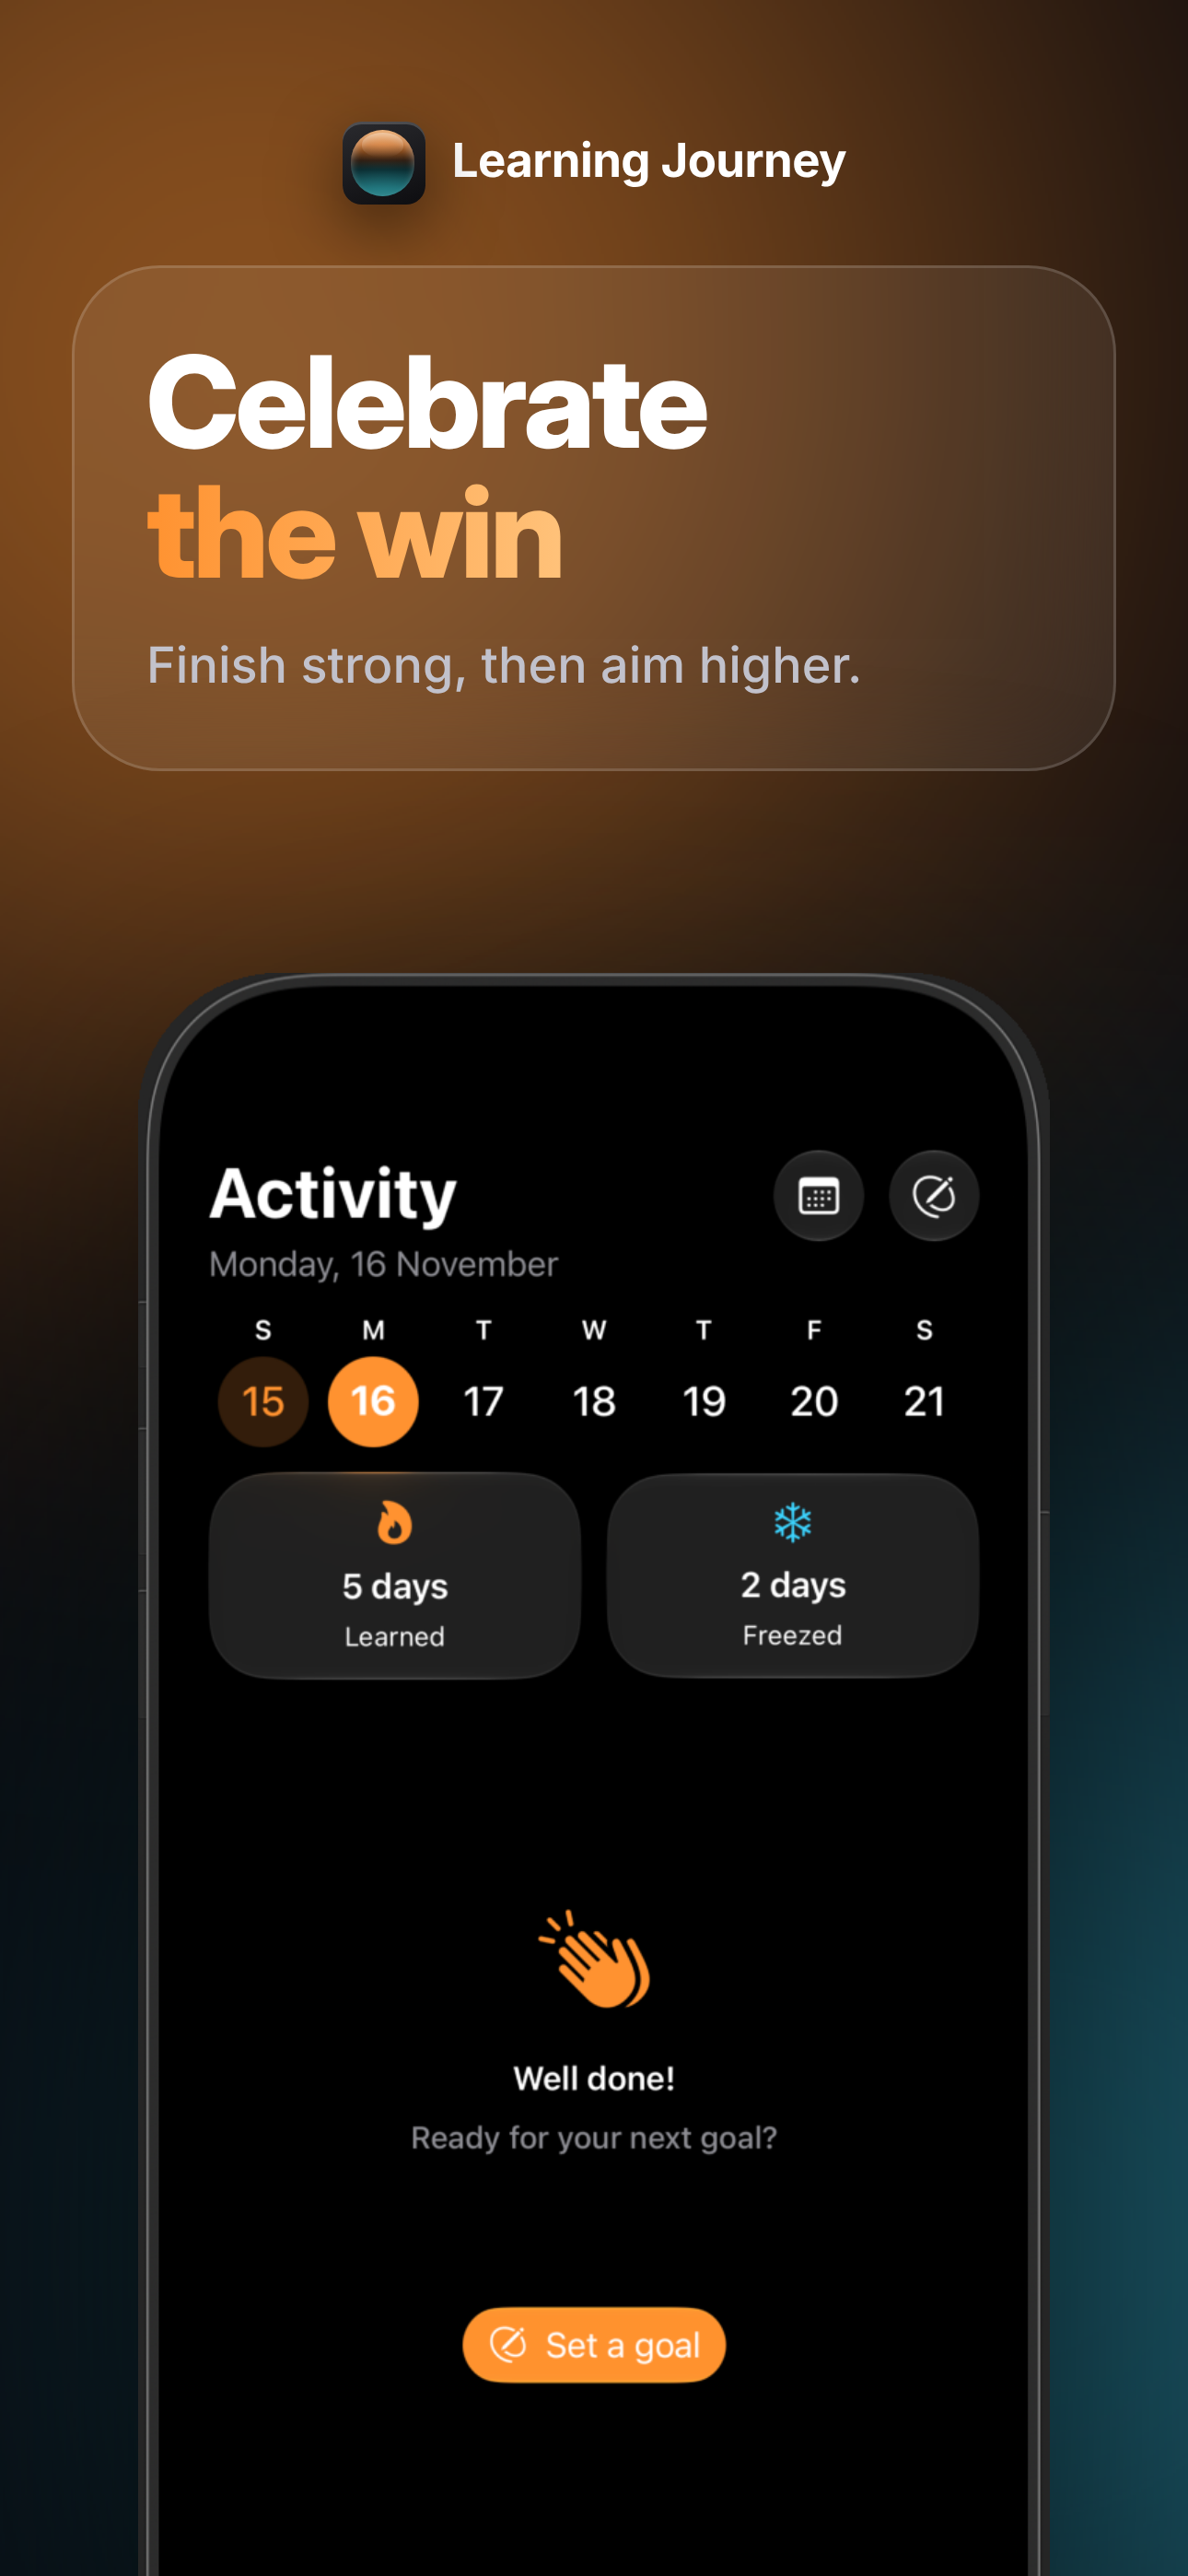 Learning Journey
Celebrate
the win
Finish strong, then aim higher.
Activity
Monday, 16 November
S M T W T F S
15 16 17 18 19 20 21
5 days
Learned
2 days
Freezed
Well done!
Ready for your next goal?
Set a goal